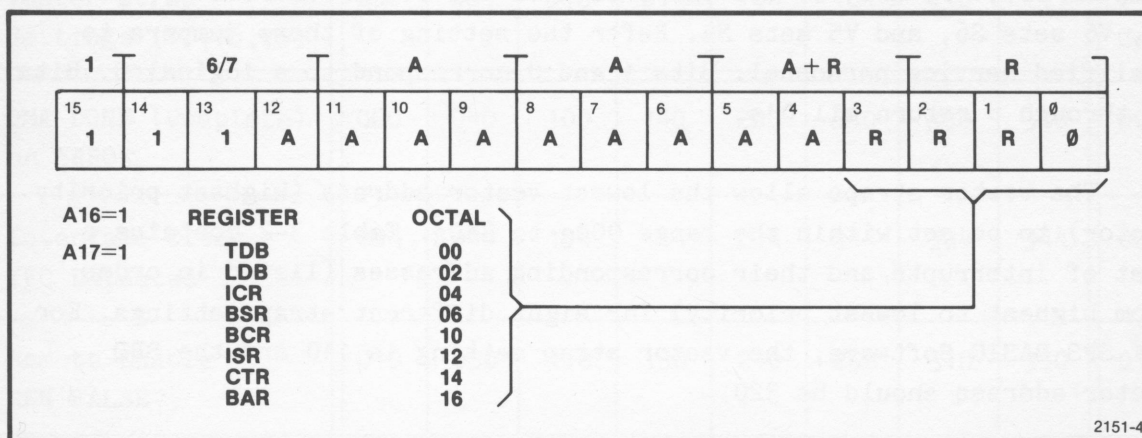 1 6/7 A A A+R R
15 14 13 12 11 10 9 8 7 6 5 4 3 2 1 Ø
1 1 1 A A A A A A A A A R R R Ø
A16=1 REGISTER OCTAL
A17=1 TDB 00
LDB 02
ICR 04
BSR 06
BCR 10
ISR 12
CTR 14
BAR 16
2151-4